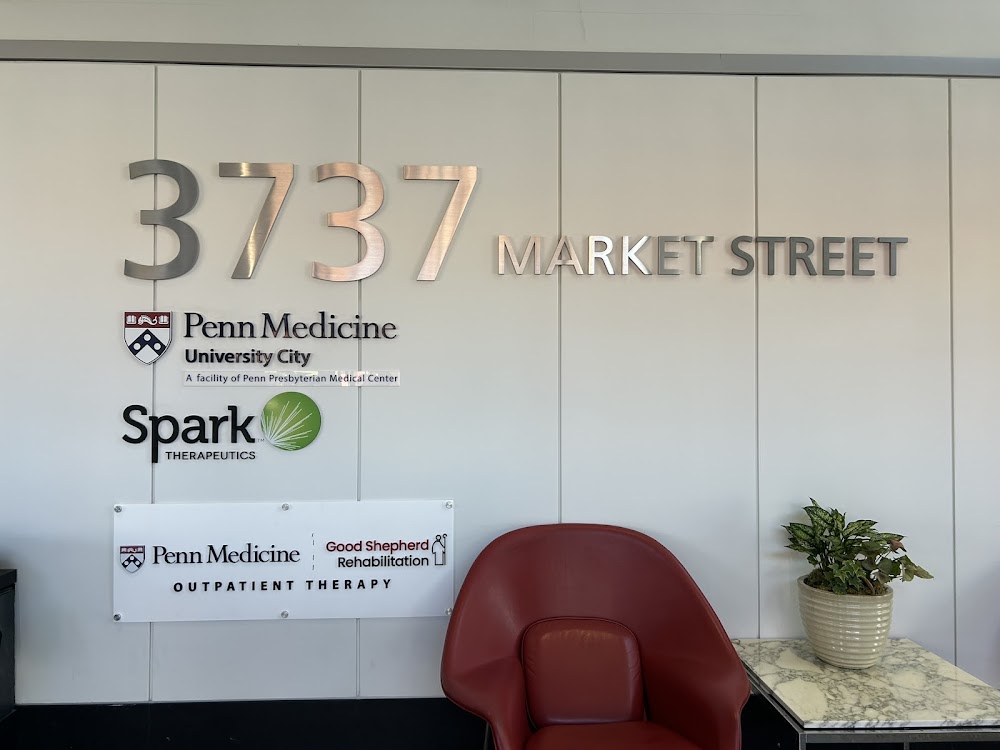 3737 MARKET STREET
Penn Medicine
University City
A facility of Penn Presbyterian Medical Center
Spark™
THERAPEUTICS
Penn Medicine
Good Shepherd
Rehabilitation
OUTPATIENT THERAPY